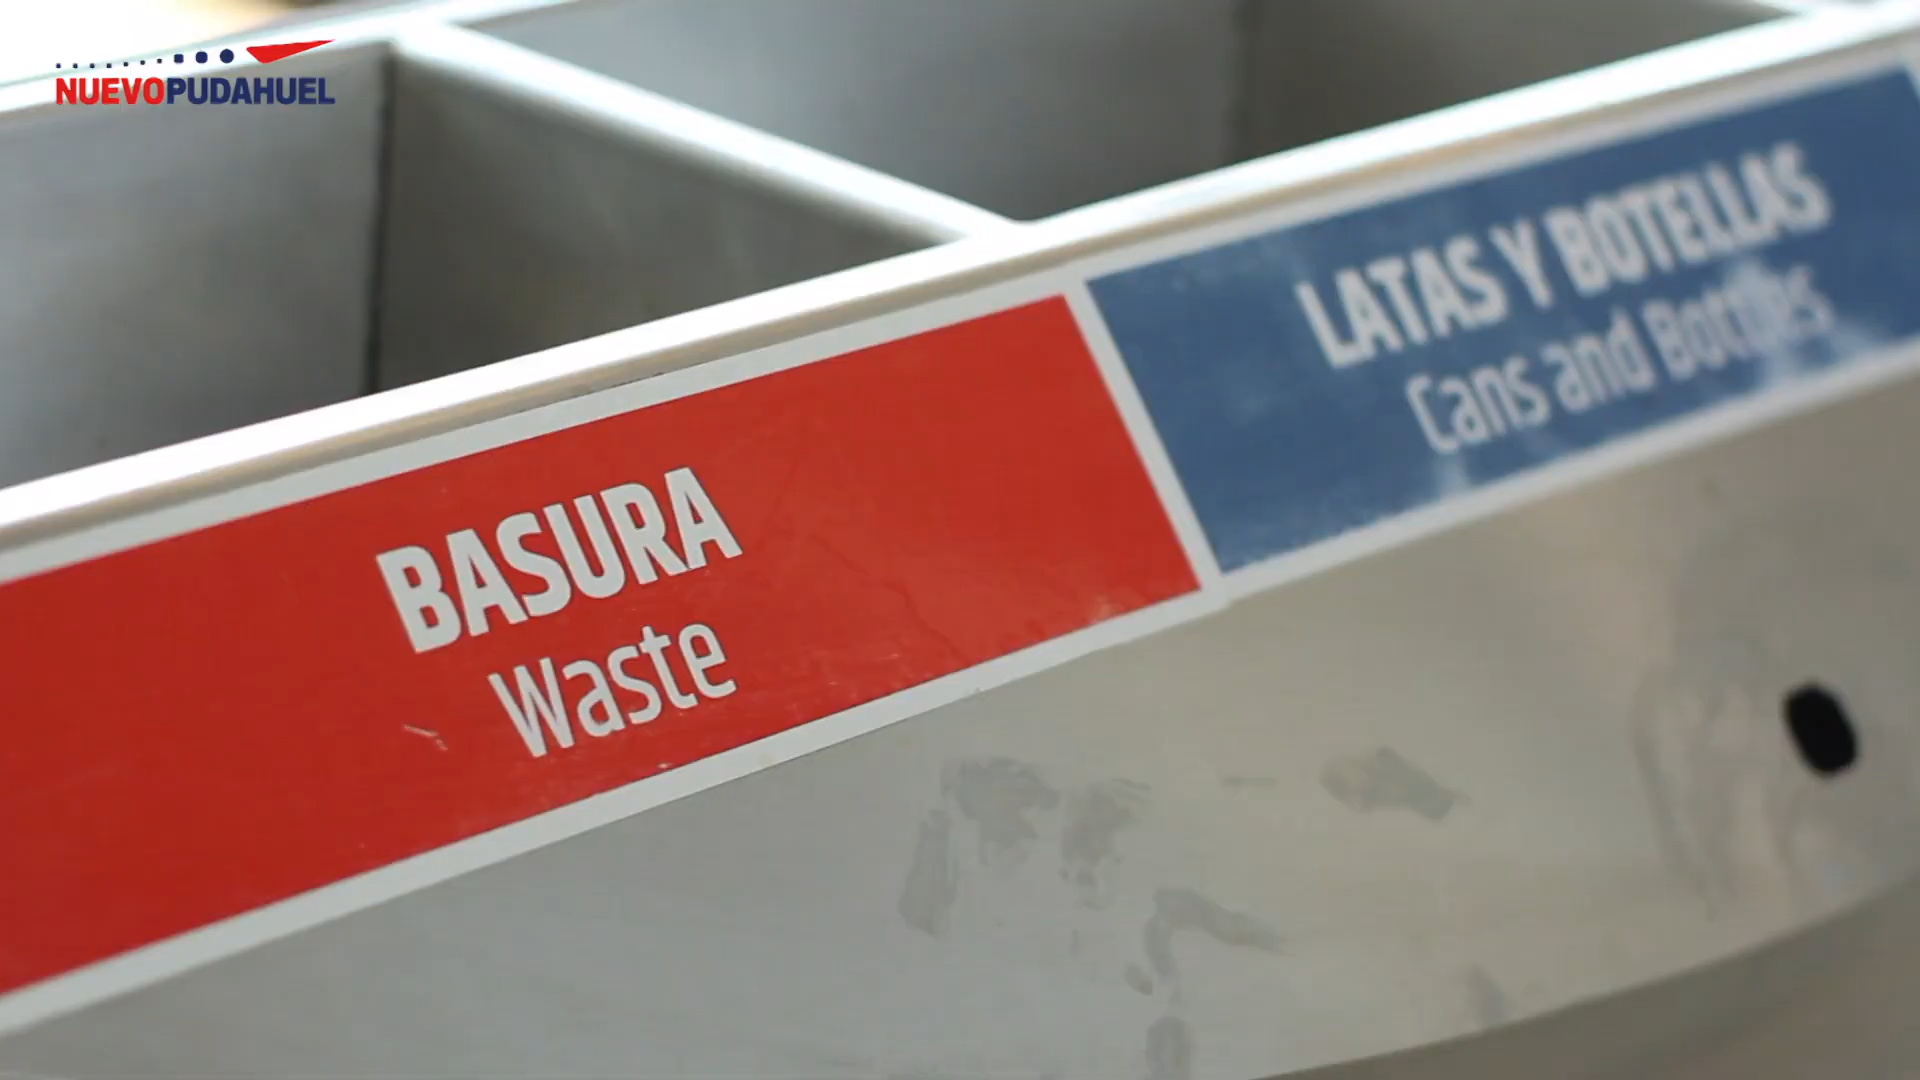 NUEVOPUDAHUEL
BASURA
Waste
LATAS Y BOTELLAS
Cans and Bottles